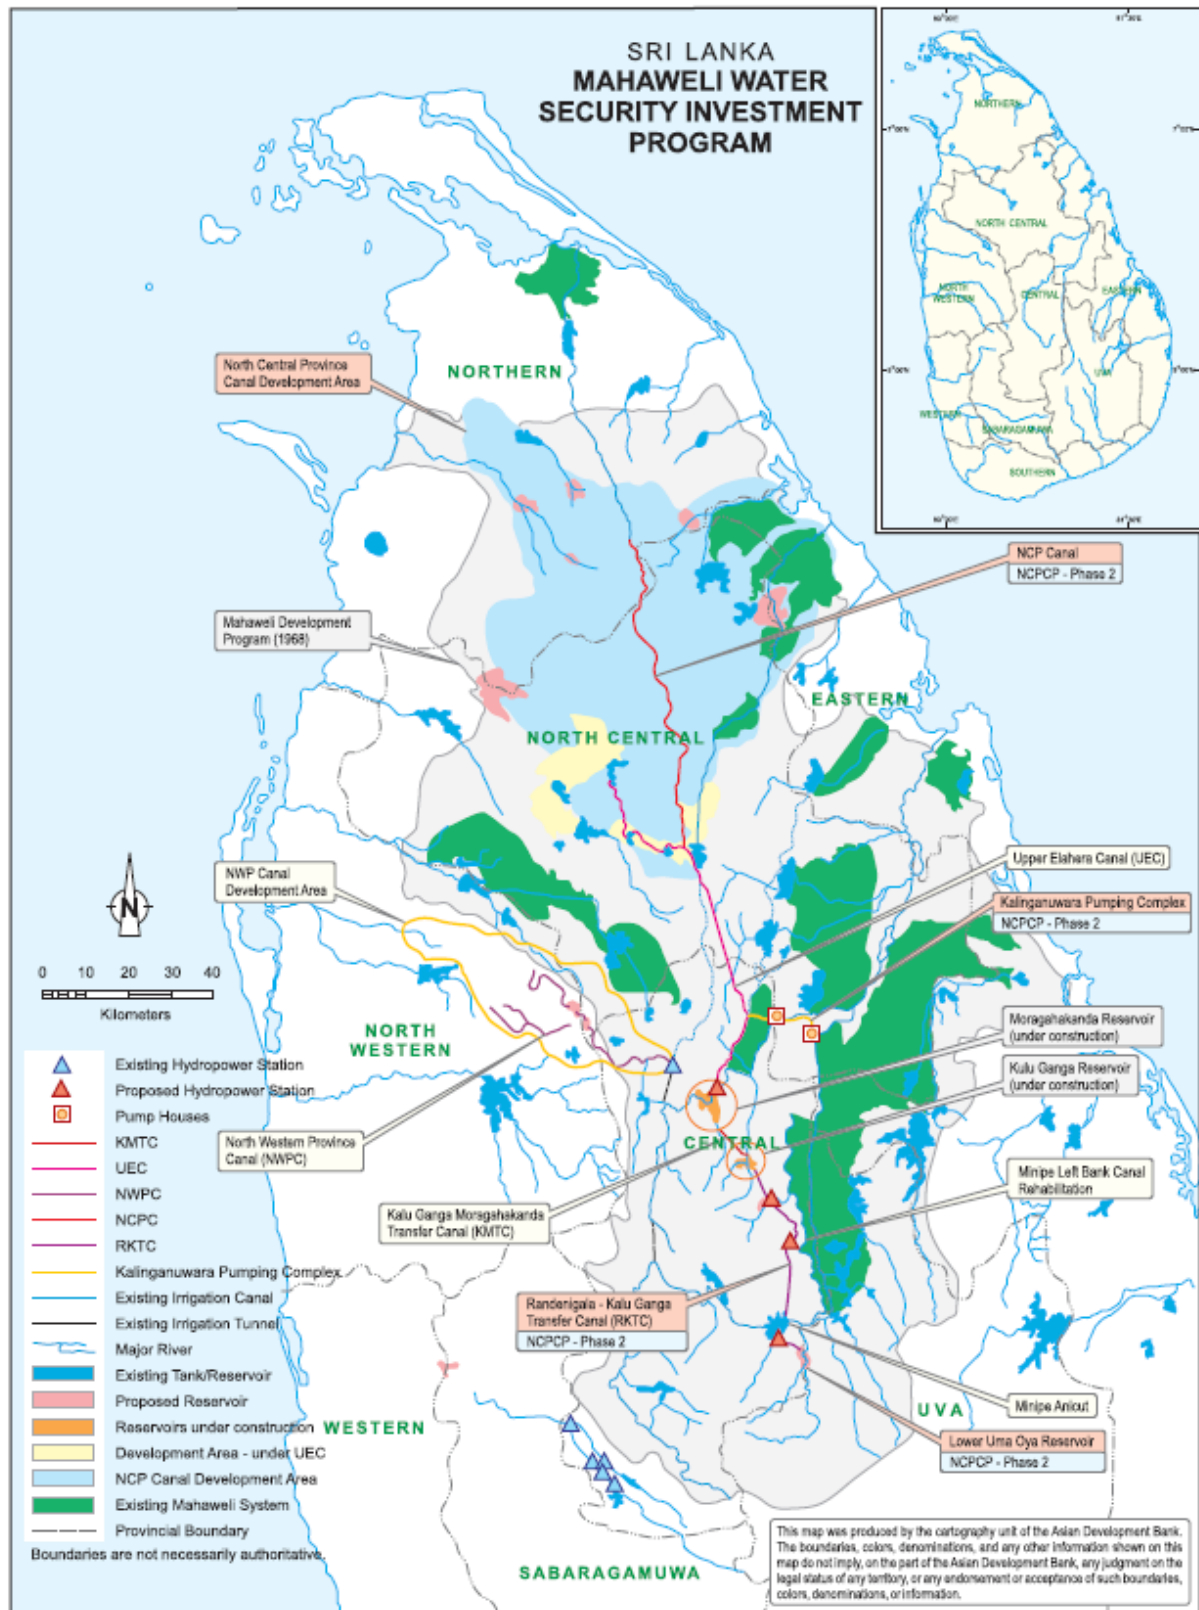 SRI LANKA
MAHAWELI WATER
SECURITY INVESTMENT
PROGRAM
NORTHERN
NORTH CENTRAL
NORTH
WESTERN
CENTRAL
EASTERN
UVA
WESTERN
SABARAGAMUWA
SOUTHERN
North Central Province
Canal Development Area
NORTHERN
NCP Canal
NCPCP - Phase 2
Mahaweli Development
Program (1968)
EASTERN
NORTH CENTRAL
NWP Canal
Development Area
Upper Elahera Canal (UEC)
Kalinganuwara Pumping Complex
NCPCP - Phase 2
N
0 10 20 30 40
Kilometers
NORTH
WESTERN
Moragahakanda Reservoir
(under construction)
Kulu Ganga Reservoir
(under construction)
North Western Province
Canal (NWPC)
CENTRAL
Minipe Left Bank Canal
Rehabilitation
Kalu Ganga Moragahakanda
Transfer Canal (KMTC)
Randenigala - Kalu Ganga
Transfer Canal (RKTC)
NCPCP - Phase 2
Minipe Anicut
UVA
Lower Uma Oya Reservoir
NCPCP - Phase 2
WESTERN
SABARAGAMUWA
Existing Hydropower Station
Proposed Hydropower Station
Pump Houses
KMTC
UEC
NWPC
NCPC
RKTC
Kalinganuwara Pumping Complex
Existing Irrigation Canal
Existing Irrigation Tunnel
Major River
Existing Tank/Reservoir
Proposed Reservoir
Reservoirs under construction
Development Area - under UEC
NCP Canal Development Area
Existing Mahaweli System
Provincial Boundary
Boundaries are not necessarily authoritative.
This map was produced by the cartography unit of the Asian Development Bank.
The boundaries, colors, denominations, and any other information shown on this
map do not imply, on the part of the Asian Development Bank, any judgment on the
legal status of any territory, or any endorsement or acceptance of such boundaries,
colors, denominations, or information.